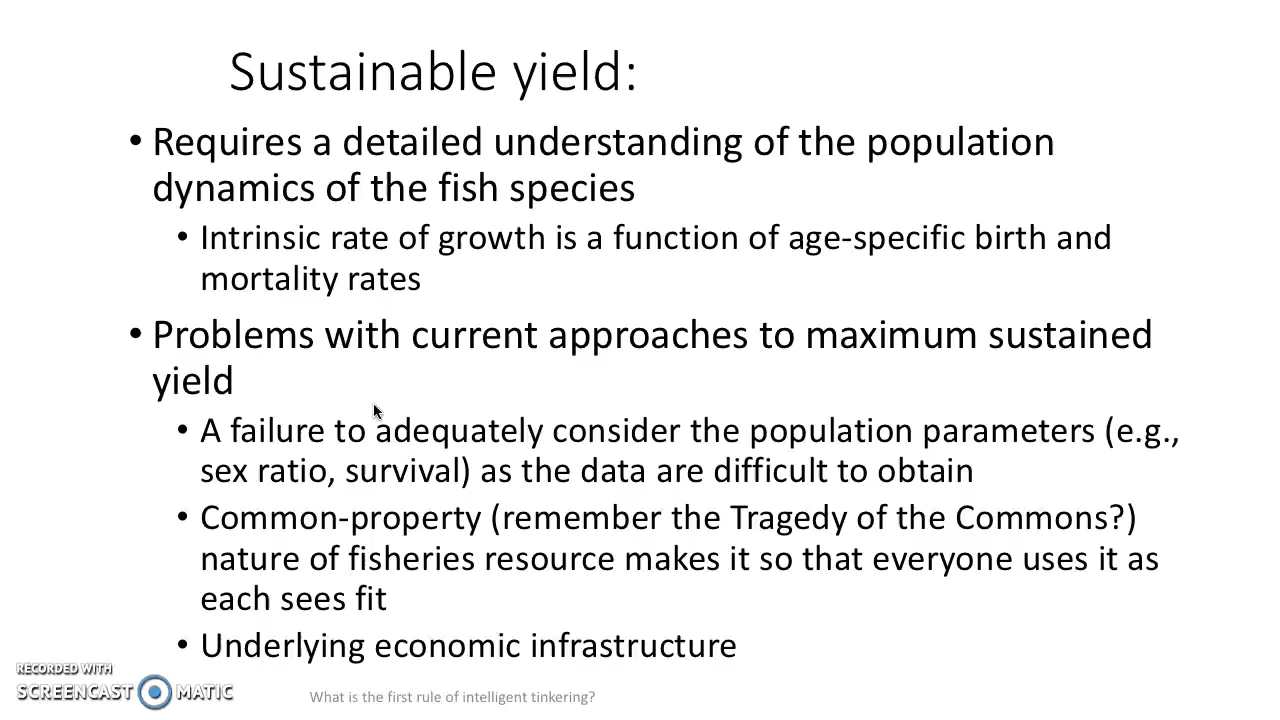 Sustainable yield:
• Requires a detailed understanding of the population
dynamics of the fish species
• Intrinsic rate of growth is a function of age-specific birth and
mortality rates
• Problems with current approaches to maximum sustained
yield
• A failure to adequately consider the population parameters (e.g.,
sex ratio, survival) as the data are difficult to obtain
• Common-property (remember the Tragedy of the Commons?)
nature of fisheries resource makes it so that everyone uses it as
each sees fit
• Underlying economic infrastructure
RECORDED WITH
SCREENCAST MATIC
What is the first rule of intelligent tinkering?